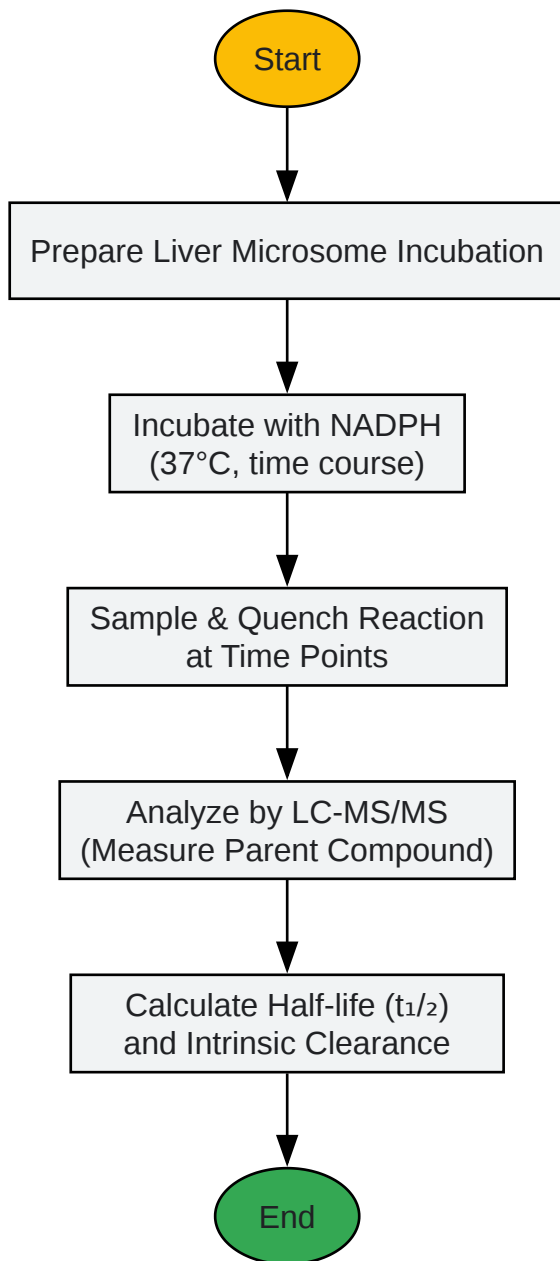 Start
Prepare Liver Microsome Incubation
Incubate with NADPH
(37°C, time course)
Sample & Quench Reaction
at Time Points
Analyze by LC-MS/MS
(Measure Parent Compound)
Calculate Half-life (t₁/₂)
and Intrinsic Clearance
End